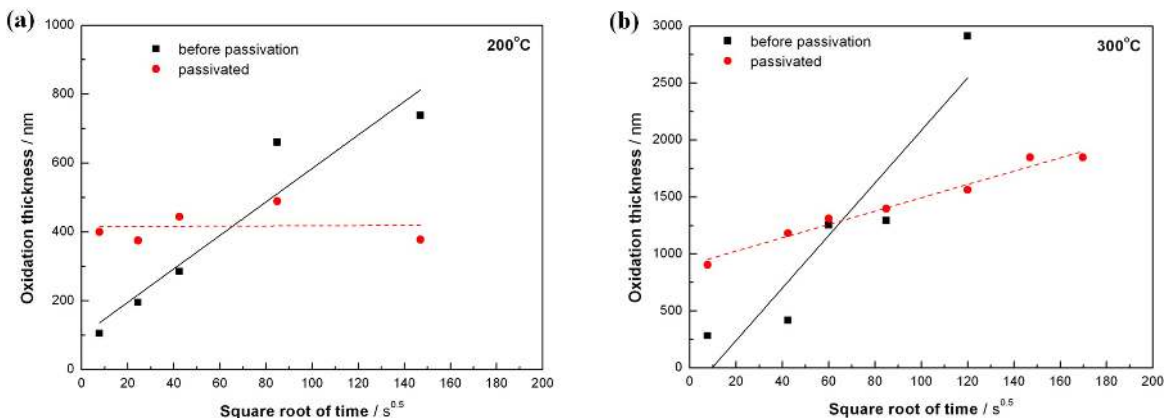 (a)
1000
800
600
400
200
0
Oxidation thickness / nm
before passivation
passivated
200°C
0 20 40 60 80 100 120 140 160 180 200
Square root of time / s^0.5
(b)
3000
2500
2000
1500
1000
500
0
Oxidation thickness / nm
before passivation
passivated
300°C
0 20 40 60 80 100 120 140 160 180 200
Square root of time / s^0.5